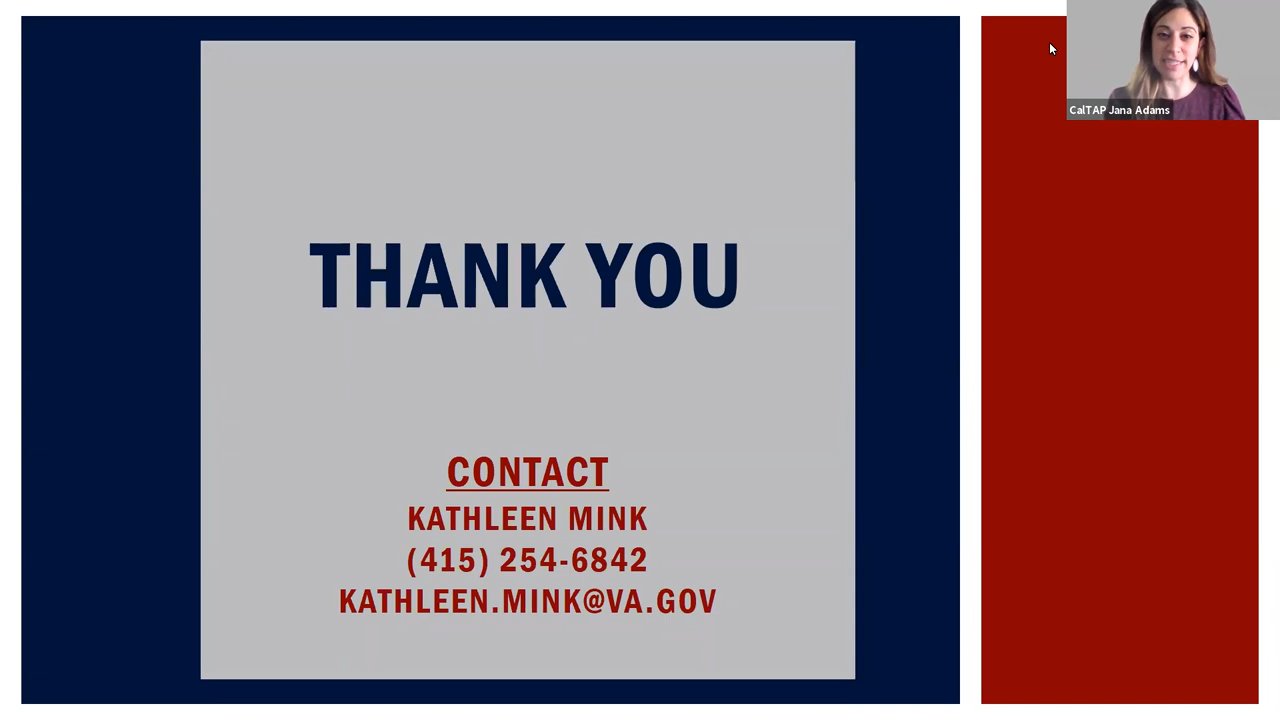 CalTAP Jana Adams
THANK YOU
CONTACT
KATHLEEN MINK
(415) 254-6842
KATHLEEN.MINK@VA.GOV